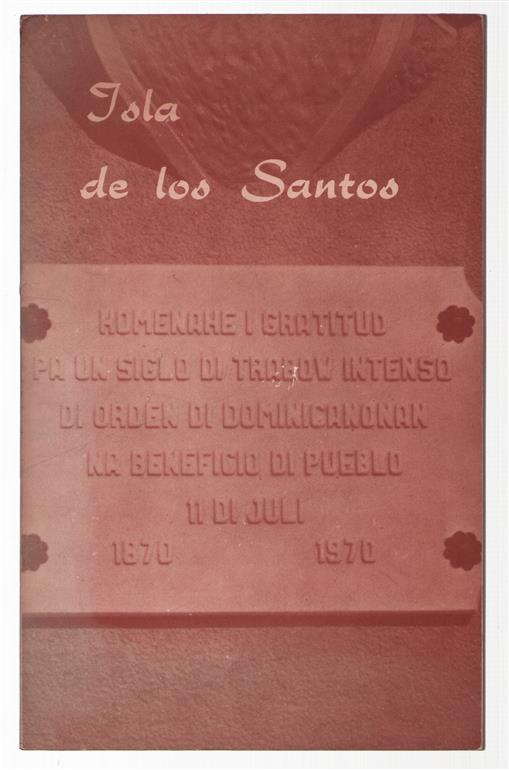 Isla
de los Santos
HOMENAHE I GRATITUD
PA UN SIGLO DI TRABOW INTENSO
DI ORDEN DI DOMINICANONAN
NA BENEFICIO DI PUEBLO
11 DI JULI
1870 1970